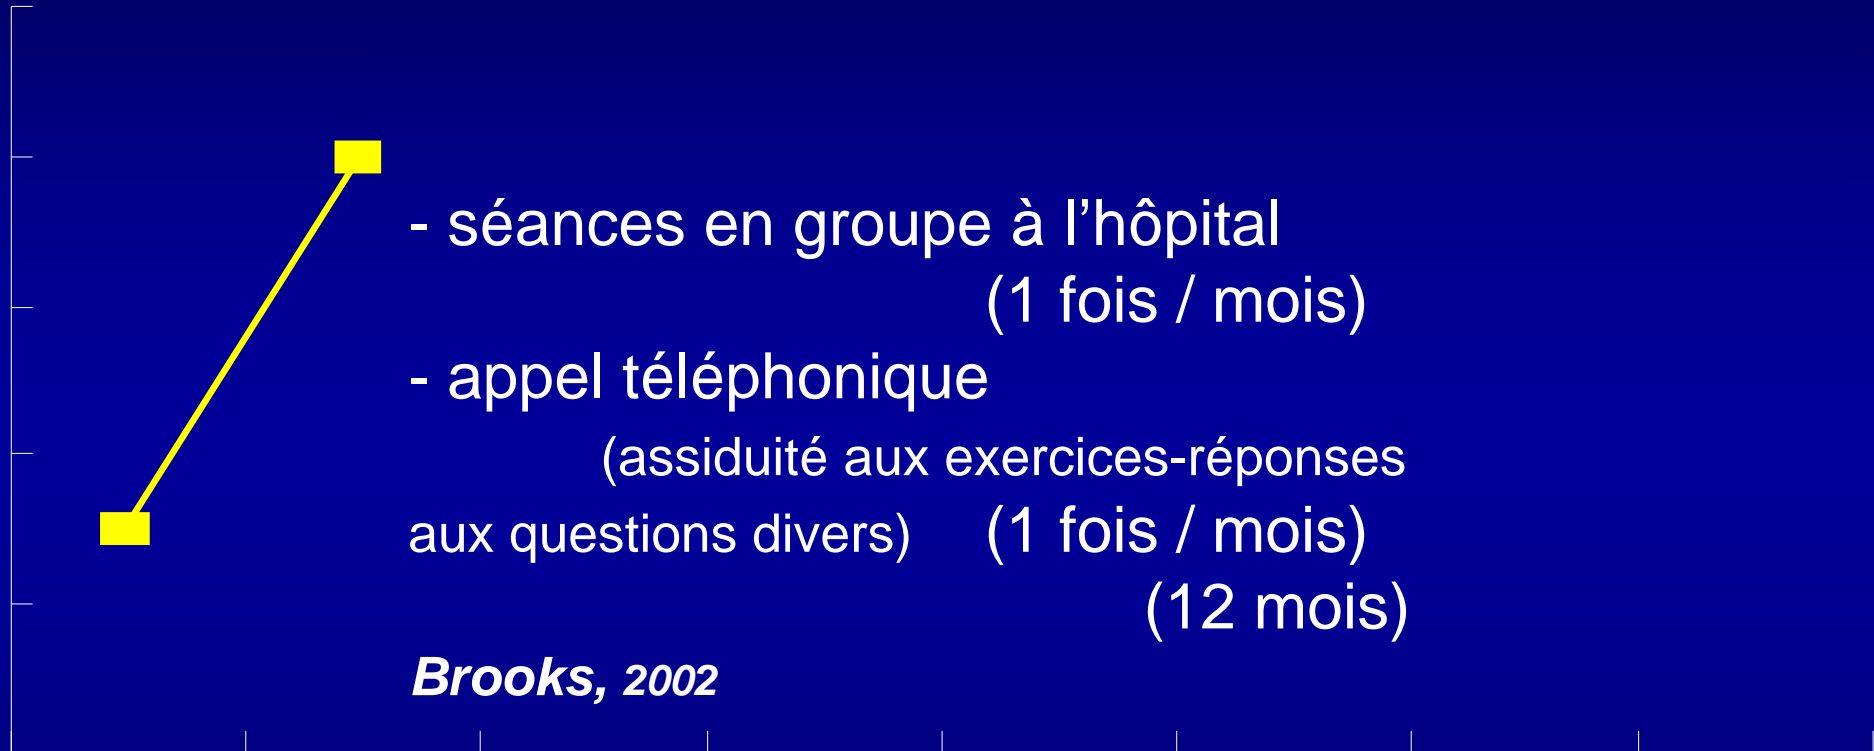 - séances en groupe à l’hôpital
(1 fois / mois)
- appel téléphonique
(assiduité aux exercices-réponses
aux questions divers) (1 fois / mois)
(12 mois)
Brooks, 2002